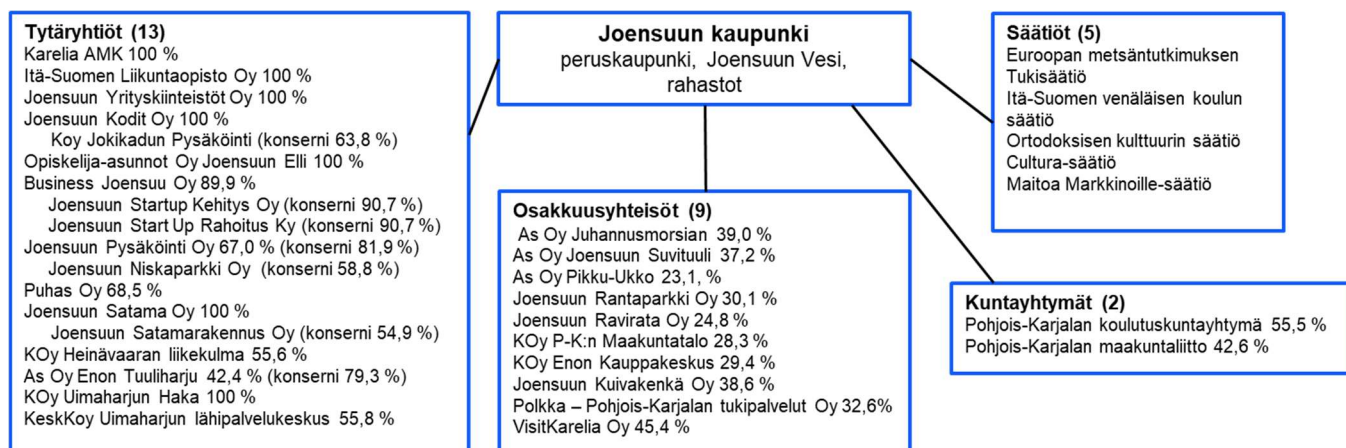 Tytäryhtiöt (13)
Karelia AMK 100 %
Itä-Suomen Liikuntaopisto Oy 100 %
Joensuun Yrityskiinteistöt Oy 100 %
Joensuun Kodit Oy 100 %
Koy Jokikadun Pysäköinti (konserni 63,8 %)
Opiskelija-asunnot Oy Joensuun Elli 100 %
Business Joensuu Oy 89,9 %
Joensuun Startup Kehitys Oy (konserni 90,7 %)
Joensuun StartUp Rahoitus Ky (konserni 90,7 %)
Joensuun Pysäköinti Oy 67,0 % (konserni 81,9 %)
Joensuun Niskaparkki Oy (konserni 58,8 %)
Puhas Oy 68,5 %
Joensuun Satama Oy 100 %
Joensuun Satamarakennus Oy (konserni 54,9 %)
KOy Heinävaaran liikekulma 55,6 %
As Oy Enon Tuuliharju 42,4 % (konserni 79,3 %)
KOy Uimaharjun Haka 100 %
KeskKoy Uimaharjun lähipalvelukeskus 55,8 %
Joensuun kaupunki
peruskaupunki, Joensuun Vesi,
rahastot
Osakkuusyhteisöt (9)
As Oy Juhannusmorsian 39,0 %
As Oy Joensuun Suvituuli 37,2 %
As Oy Pikku-Ukko 23,1, %
Joensuun Rantaparkki Oy 30,1 %
Joensuun Ravirata Oy 24,8 %
KOy P-K:n Maakuntatalo 28,3 %
KOy Enon Kauppakeskus 29,4 %
Joensuun Kuivakenkä Oy 38,6 %
Polkka – Pohjois-Karjalan tukipalvelut Oy 32,6%
VisitKarelia Oy 45,4 %
Säätiöt (5)
Euroopan metsäntutkimuksen
Tukisäätiö
Itä-Suomen venäläisen koulun
säätiö
Ortodoksisen kulttuurin säätiö
Cultura-säätiö
Maitoa Markkinoille-säätiö
Kuntayhtymät (2)
Pohjois-Karjalan koulutuskuntayhtymä 55,5 %
Pohjois-Karjalan maakuntaliitto 42,6 %